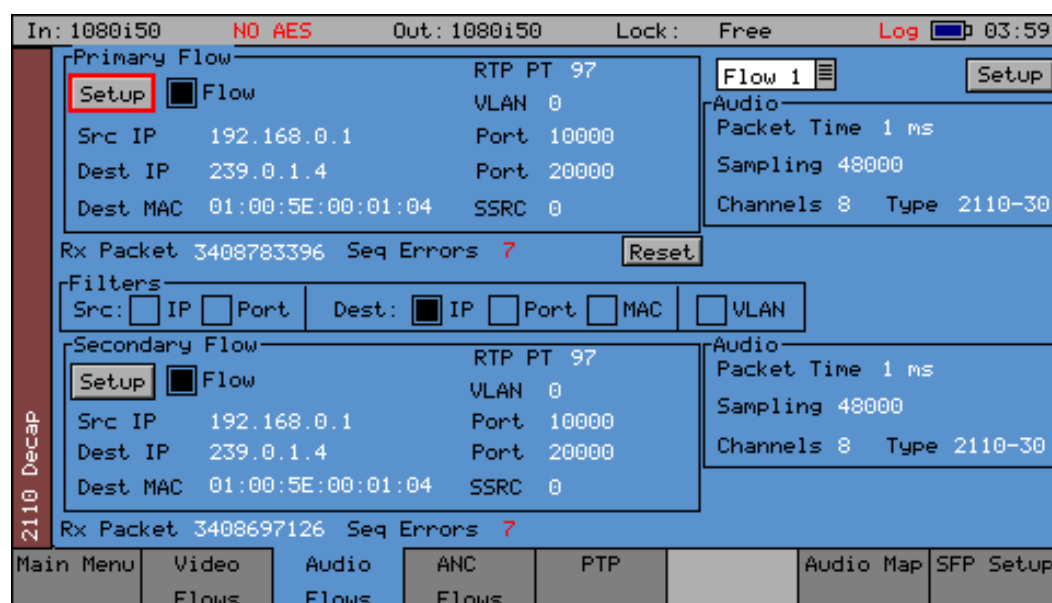 In: 1080i50 NO AES Out: 1080i50 Lock: Free Log 03:59
Primary Flow
RTP PT 97
Flow 1 Setup
Setup Flow
VLAN 0
Audio
Src IP 192.168.0.1 Port 10000 Packet Time 1 ms
Dest IP 239.0.1.4 Port 20000 Sampling 48000
Dest MAC 01:00:5E:00:01:04 SSRC 0 Channels 8 Type 2110-30
Rx Packet 3408783396 Seq Errors 7 Reset
Filters
Src: IP Port Dest: IP Port MAC VLAN
Secondary Flow Audio
RTP PT 97 Packet Time 1 ms
Setup Flow VLAN 0
Src IP 192.168.0.1 Port 10000 Sampling 48000
Dest IP 239.0.1.4 Port 20000 Channels 8 Type 2110-30
Dest MAC 01:00:5E:00:01:04 SSRC 0
Rx Packet 3408697126 Seq Errors 7
2110 Decap
Main Menu Video Audio ANC PTP Audio Map SFP Setup
Flows Flows Flows